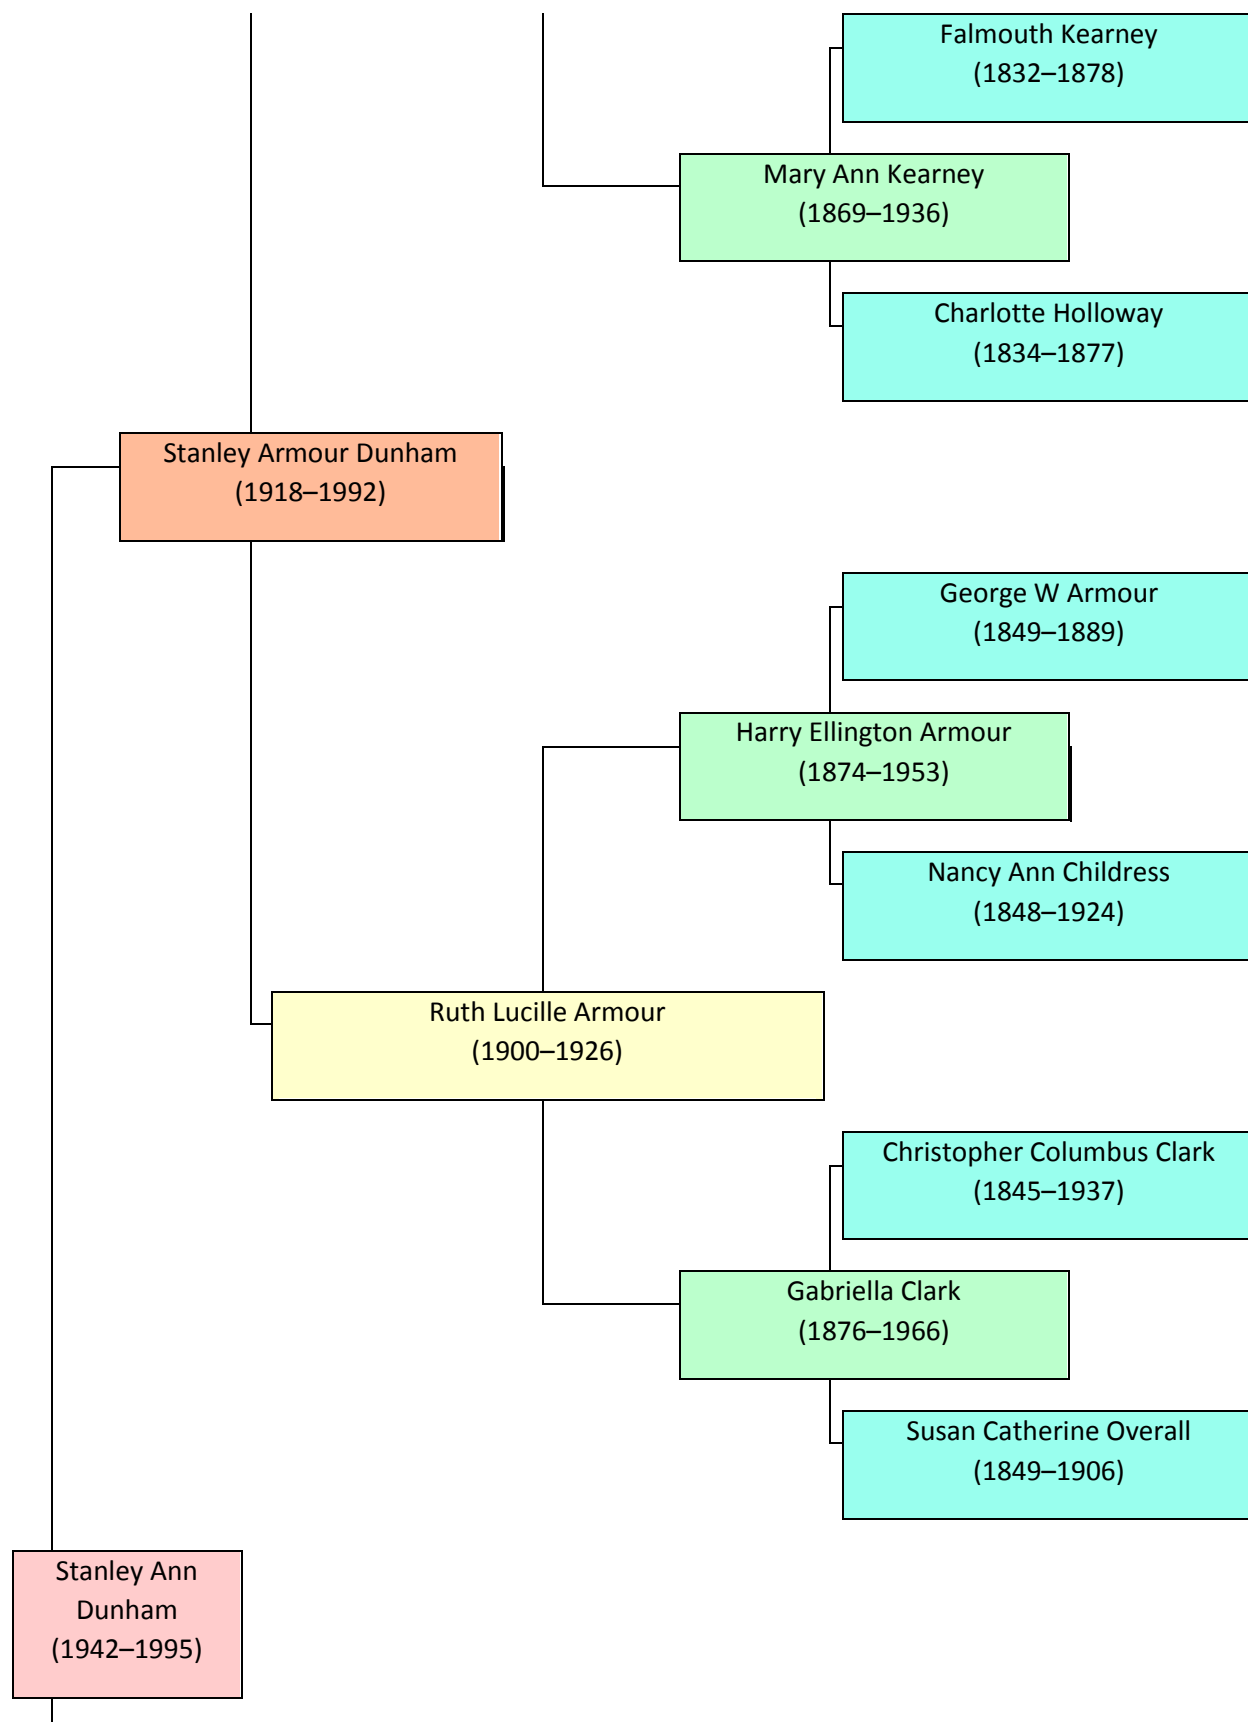 Falmouth Kearney
(1832–1878)
Mary Ann Kearney
(1869–1936)
Charlotte Holloway
(1834–1877)
Stanley Armour Dunham
(1918–1992)
George W Armour
(1849–1889)
Harry Ellington Armour
(1874–1953)
Nancy Ann Childress
(1848–1924)
Ruth Lucille Armour
(1900–1926)
Christopher Columbus Clark
(1845–1937)
Gabriella Clark
(1876–1966)
Susan Catherine Overall
(1849–1906)
Stanley Ann
Dunham
(1942–1995)